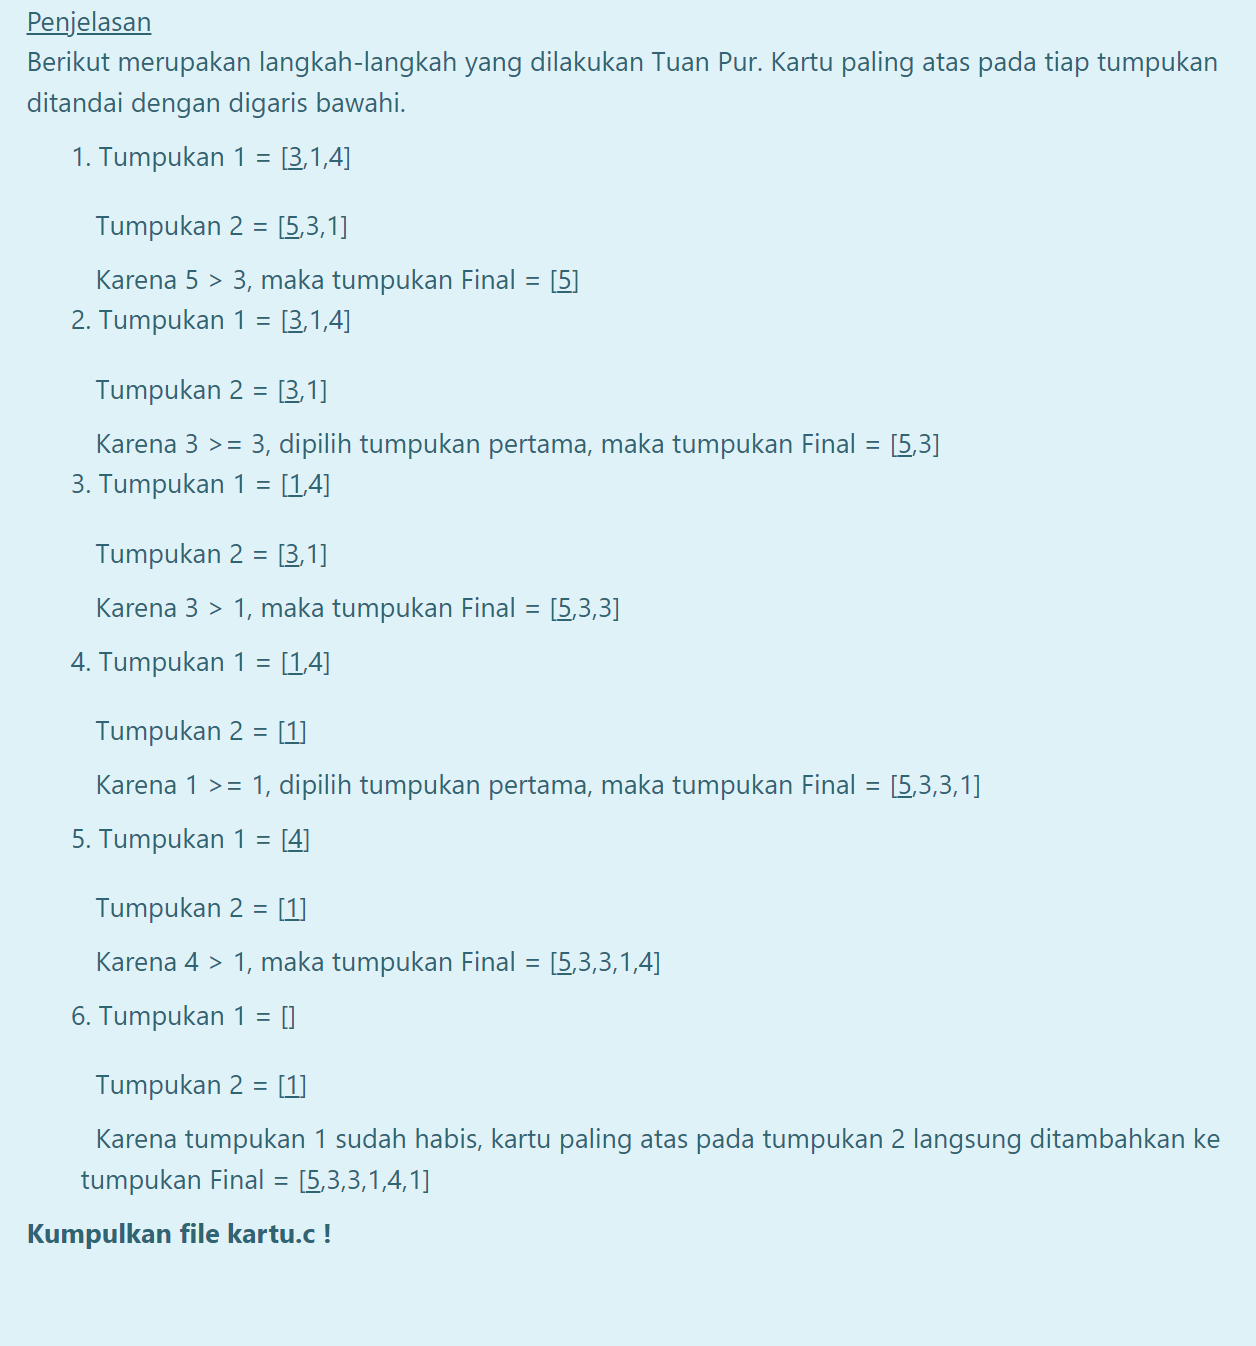 Penjelasan
Berikut merupakan langkah-langkah yang dilakukan Tuan Pur. Kartu paling atas pada tiap tumpukan
ditandai dengan digaris bawahi.
1. Tumpukan 1 = [3,1,4]
Tumpukan 2 = [5,3,1]
Karena 5 > 3, maka tumpukan Final = [5]
2. Tumpukan 1 = [3,1,4]
Tumpukan 2 = [3,1]
Karena 3 >= 3, dipilih tumpukan pertama, maka tumpukan Final = [5,3]
3. Tumpukan 1 = [1,4]
Tumpukan 2 = [3,1]
Karena 3 > 1, maka tumpukan Final = [5,3,3]
4. Tumpukan 1 = [1,4]
Tumpukan 2 = [1]
Karena 1 >= 1, dipilih tumpukan pertama, maka tumpukan Final = [5,3,3,1]
5. Tumpukan 1 = [4]
Tumpukan 2 = [1]
Karena 4 > 1, maka tumpukan Final = [5,3,3,1,4]
6. Tumpukan 1 = []
Tumpukan 2 = [1]
Karena tumpukan 1 sudah habis, kartu paling atas pada tumpukan 2 langsung ditambahkan ke
tumpukan Final = [5,3,3,1,4,1]
Kumpulkan file kartu.c !